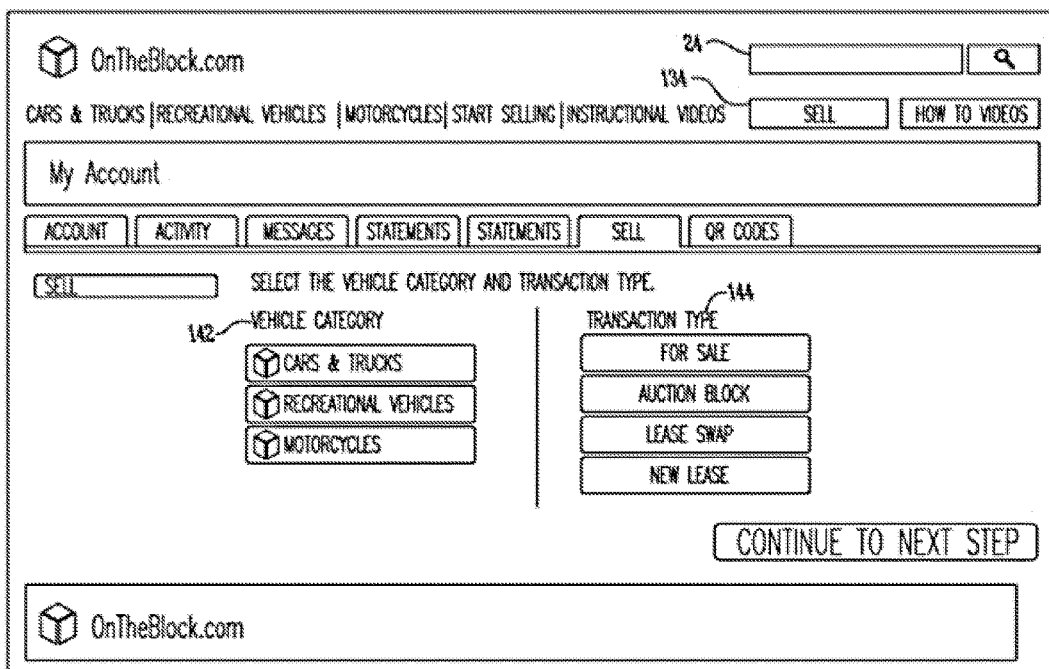 OnTheBlock.com
24
134
CARS & TRUCKS | RECREATIONAL VEHICLES | MOTORCYCLES | START SELLING | INSTRUCTIONAL VIDEOS SELL HOW TO VIDEOS
My Account
ACCOUNT ACTIVITY MESSAGES STATEMENTS STATEMENTS SELL QR CODES
SELL
SELECT THE VEHICLE CATEGORY AND TRANSACTION TYPE.
142
VEHICLE CATEGORY
CARS & TRUCKS
RECREATIONAL VEHICLES
MOTORCYCLES
144
TRANSACTION TYPE
FOR SALE
AUCTION BLOCK
LEASE SWAP
NEW LEASE
CONTINUE TO NEXT STEP
OnTheBlock.com